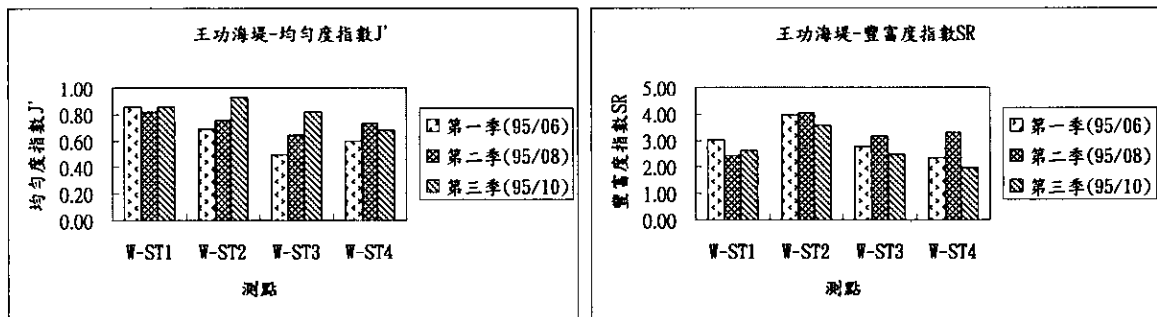 王功海堤-均勻度指數J'
均勻度指數J'
1.00
0.80
0.60
0.40
0.20
0.00
W-ST1 W-ST2 W-ST3 W-ST4
測點
第一季(95/06)
第二季(95/08)
第三季(95/10)
王功海堤-豐富度指數SR
豐富度指數SR
5.00
4.00
3.00
2.00
1.00
0.00
W-ST1 W-ST2 W-ST3 W-ST4
測點
第一季(95/06)
第二季(95/08)
第三季(95/10)